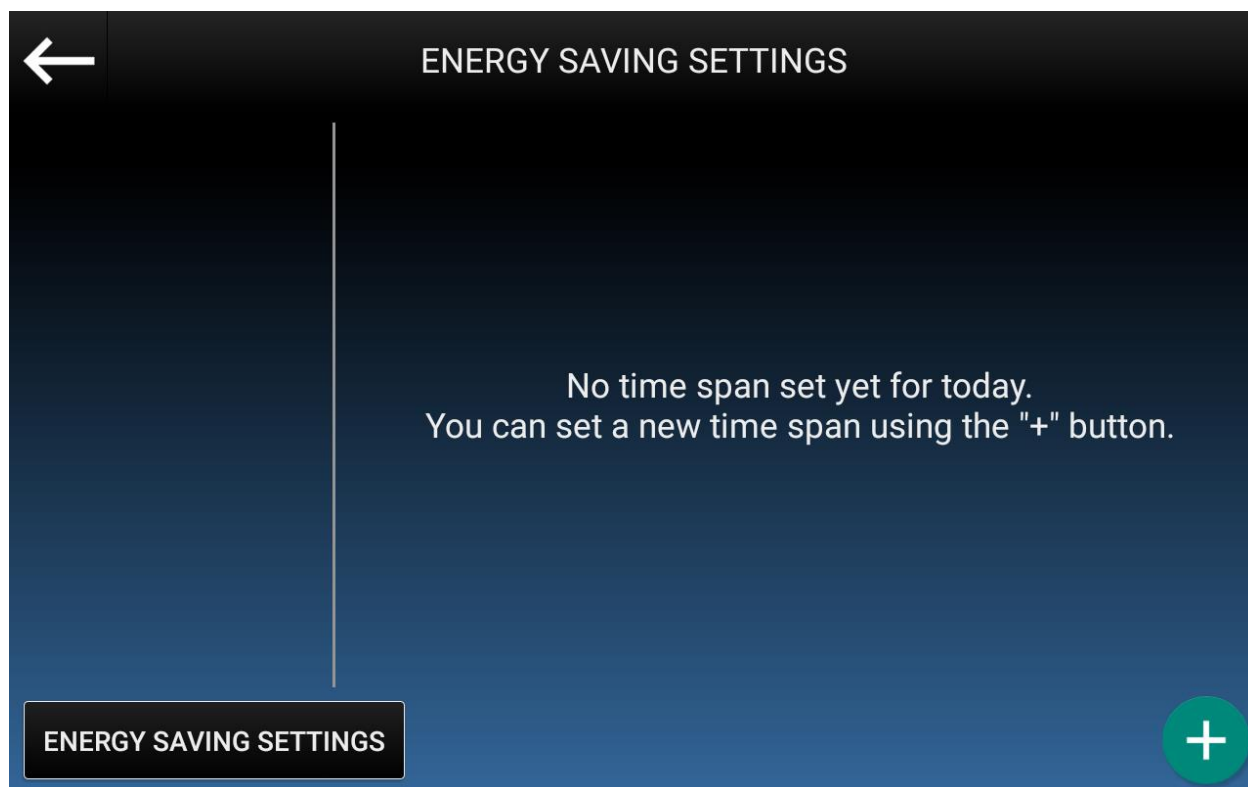 ENERGY SAVING SETTINGS
No time span set yet for today.
You can set a new time span using the "+" button.
ENERGY SAVING SETTINGS
+